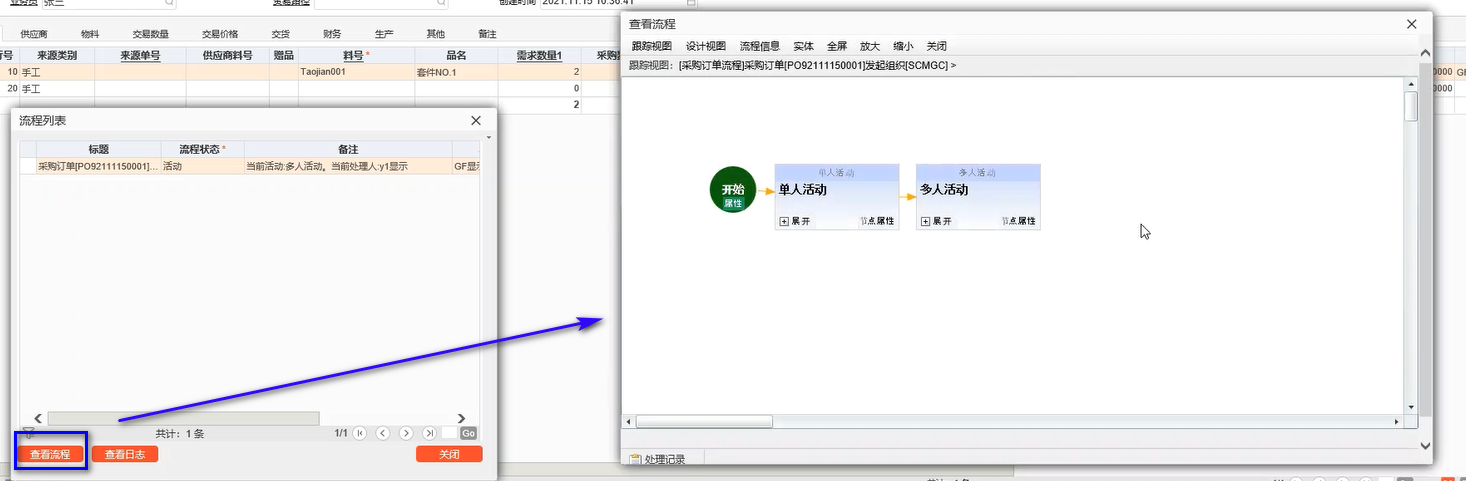 业务员 张三
贸易路径
创建时间 2021.11.15 10:36:41
供应商 物料 交易数量 交易价格 交货 财务 生产 其他 备注
行号 来源类别 来源单号 供应商料号 赠品 料号* 品名 需求数量1
10 手工 Taojian001 套件NO.1 2
20 手工 0
2
流程列表
标题 流程状态* 备注
采购订单[PO92111150001]... 活动 当前活动:多人活动。当前处理人:y1显示 GF显示
共计：1 条 1/1 Go
查看流程 查看日志 关闭
查看流程
跟踪视图 设计视图 流程信息 实体 全屏 放大 缩小 关闭
跟踪视图：[采购订单流程]采购订单[PO92111150001]发起组织[SCMGC] >
开始
属性
单人活动
单人活动
展开 节点属性
多人活动
多人活动
展开 节点属性
处理记录